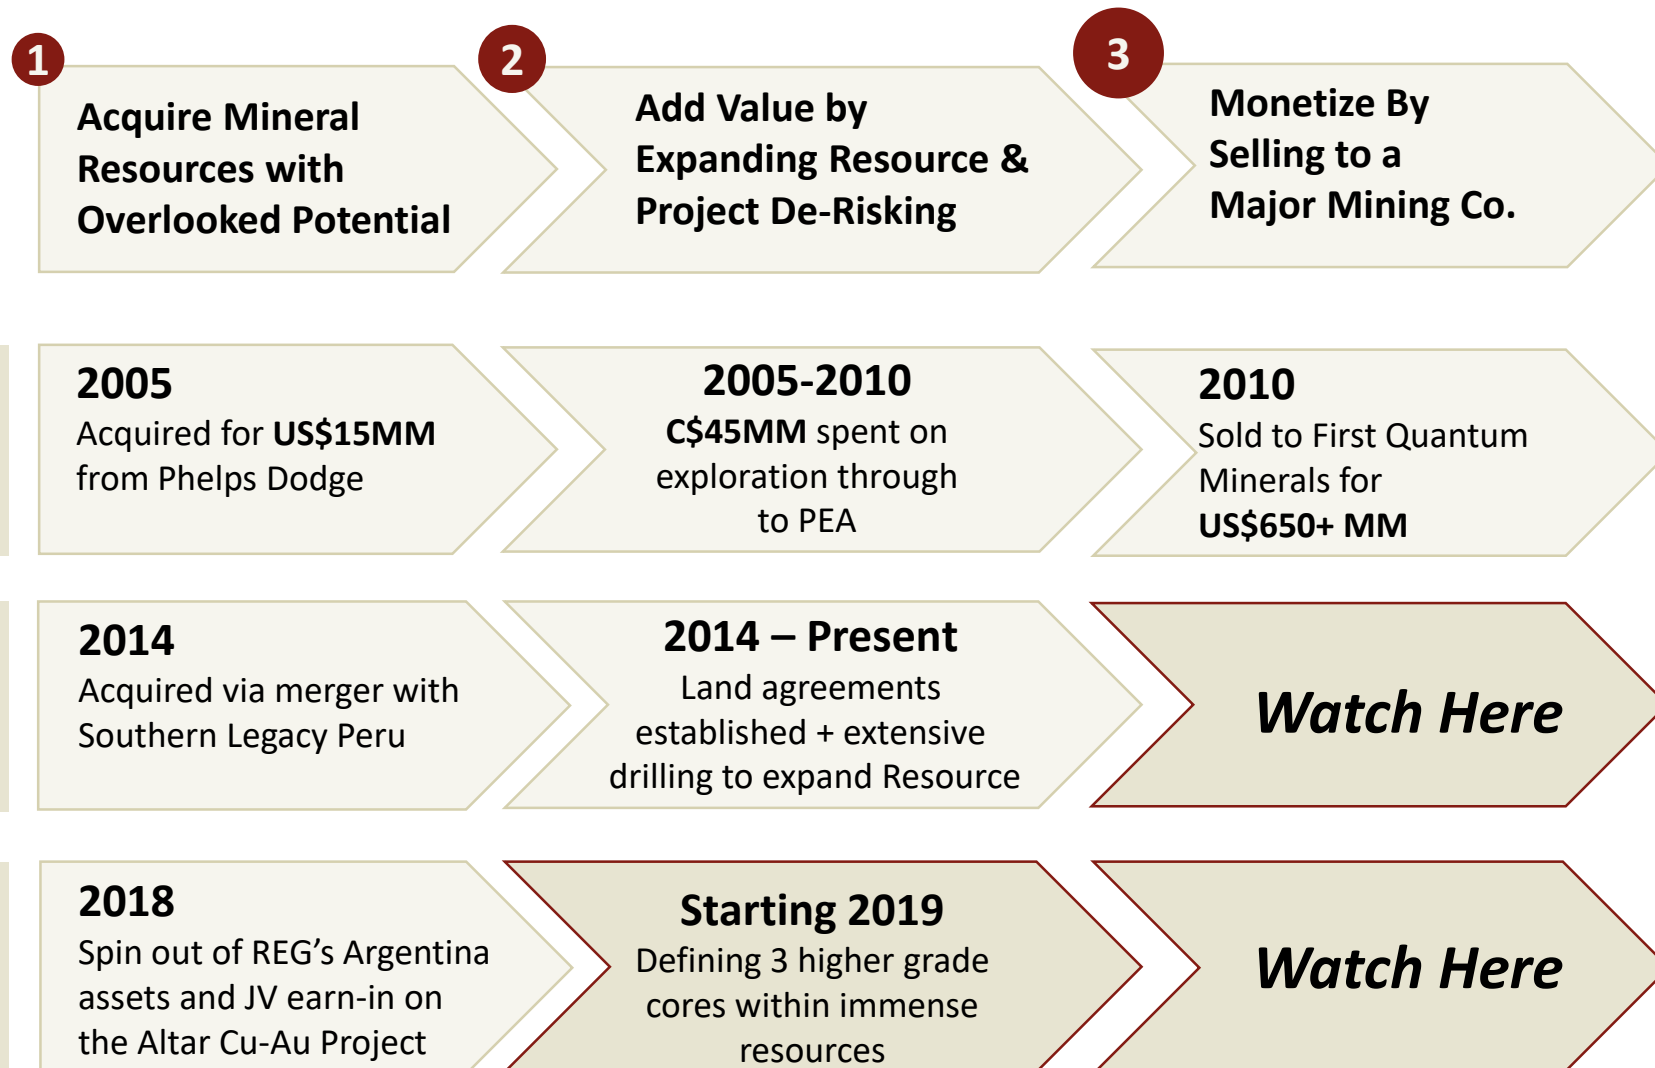 1
Acquire Mineral
Resources with
Overlooked Potential
2
Add Value by
Expanding Resource &
Project De-Risking
3
Monetize By
Selling to a
Major Mining Co.
2005
Acquired for US$15MM
from Phelps Dodge
2005-2010
C$45MM spent on
exploration through
to PEA
2010
Sold to First Quantum
Minerals for
US$650+ MM
2014
Acquired via merger with
Southern Legacy Peru
2014 – Present
Land agreements
established + extensive
drilling to expand Resource
Watch Here
2018
Spin out of REG’s Argentina
assets and JV earn-in on
the Altar Cu-Au Project
Starting 2019
Defining 3 higher grade
cores within immense
resources
Watch Here